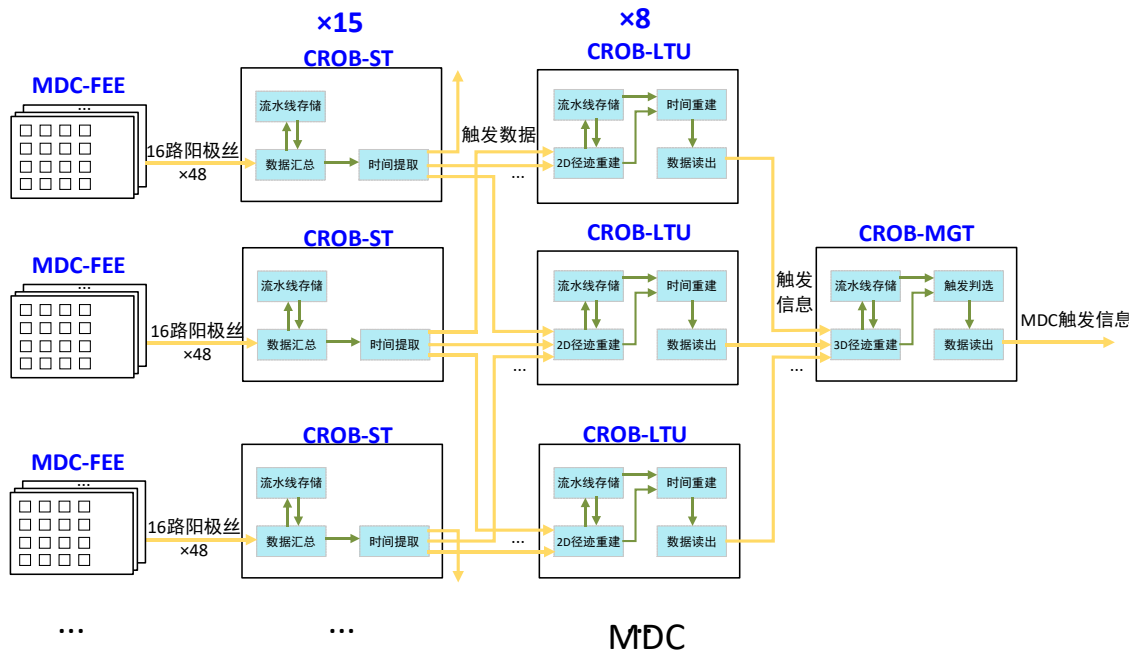 ×15
×8
MDC-FEE
CROB-ST
CROB-LTU
...
16路阳极丝
×48
流水线存储
数据汇总
时间提取
触发数据
...
流水线存储
时间重建
2D径迹重建
数据读出
MDC-FEE
CROB-ST
CROB-LTU
CROB-MGT
...
16路阳极丝
×48
流水线存储
数据汇总
时间提取
...
流水线存储
时间重建
2D径迹重建
数据读出
触发
信息
...
流水线存储
触发判选
3D径迹重建
数据读出
MDC触发信息
MDC-FEE
CROB-ST
CROB-LTU
...
16路阳极丝
×48
流水线存储
数据汇总
时间提取
...
流水线存储
时间重建
2D径迹重建
数据读出
...
...
...
MDC